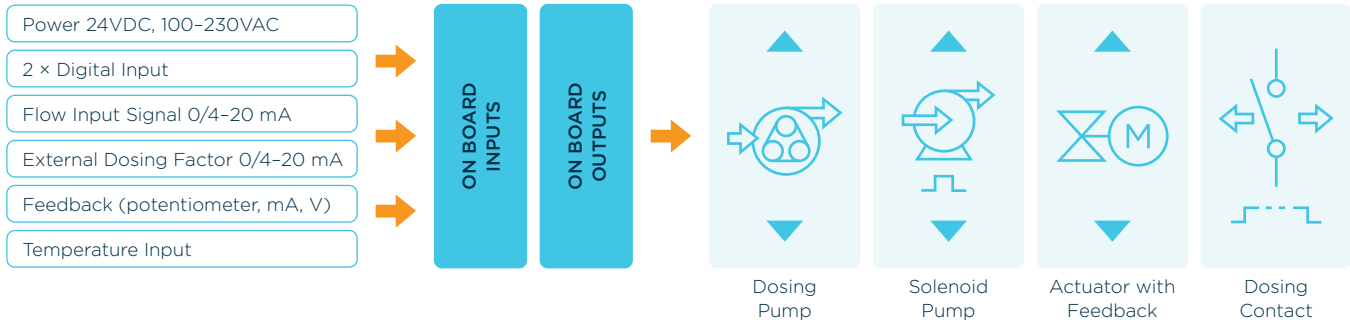 Power 24VDC, 100–230VAC
2 × Digital Input
Flow Input Signal 0/4–20 mA
External Dosing Factor 0/4–20 mA
Feedback (potentiometer, mA, V)
Temperature Input
ON BOARD
INPUTS
ON BOARD
OUTPUTS
M
Dosing
Pump
Solenoid
Pump
Actuator with
Feedback
Dosing
Contact